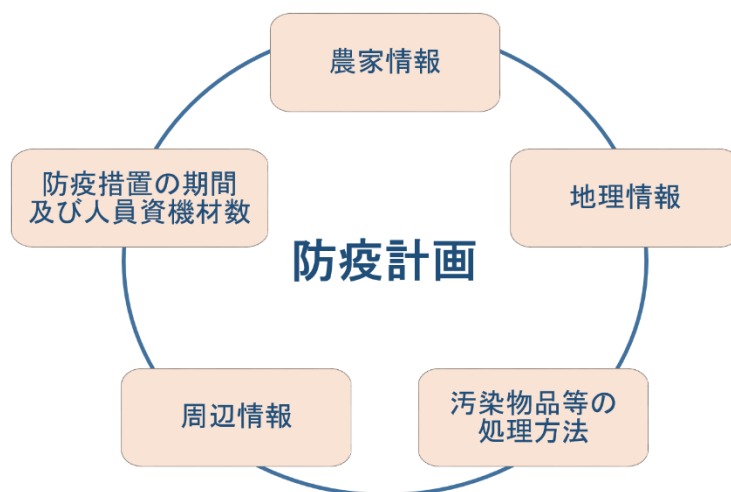 農家情報
防疫措置の期間
及び人員資機材数
地理情報
防疫計画
周辺情報
汚染物品等の
処理方法